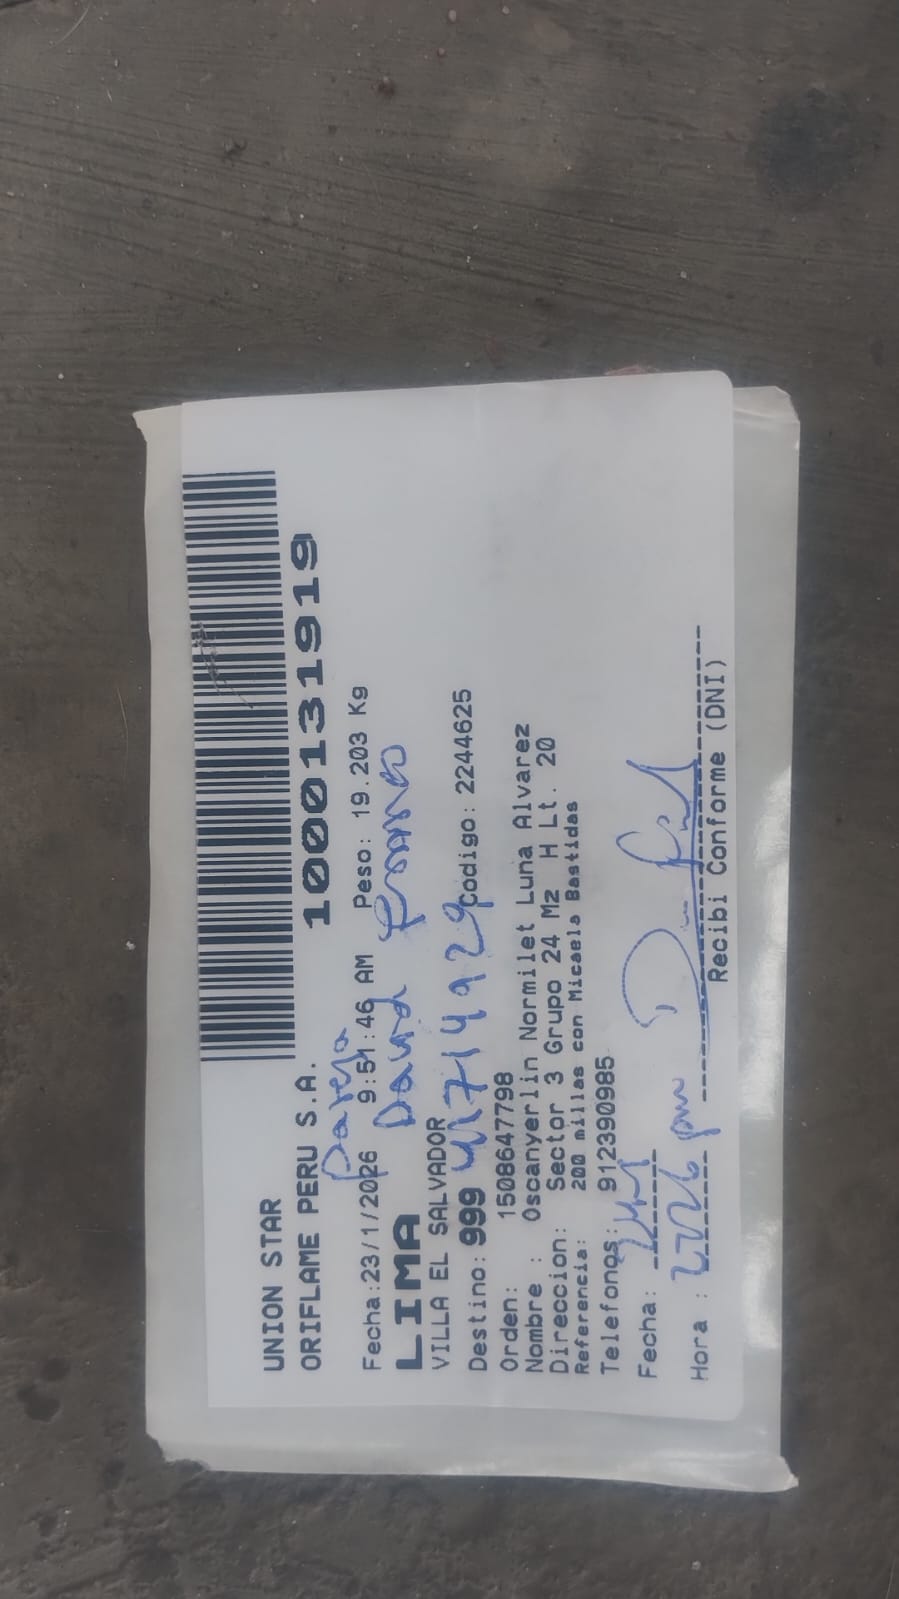 UNION STAR
ORIFLAME PERU S.A.
1000131919
Pareja
Fecha:23/1/2026 9:51:46 AM Peso: 19.203 Kg
LIMA David
VILLA EL SALVADOR
Destino: 999 Codigo: 2244625
Orden: 1508647798
Nombre : Oscanyerlin Normilet Luna Alvarez
Direccion: Sector 3 Grupo 24 Mz H Lt. 20
Referencia: 200 millas con Micaela Bastidas
Telefonos: 912390985
Fecha:
Hora : pm
Recibi Conforme (DNI)